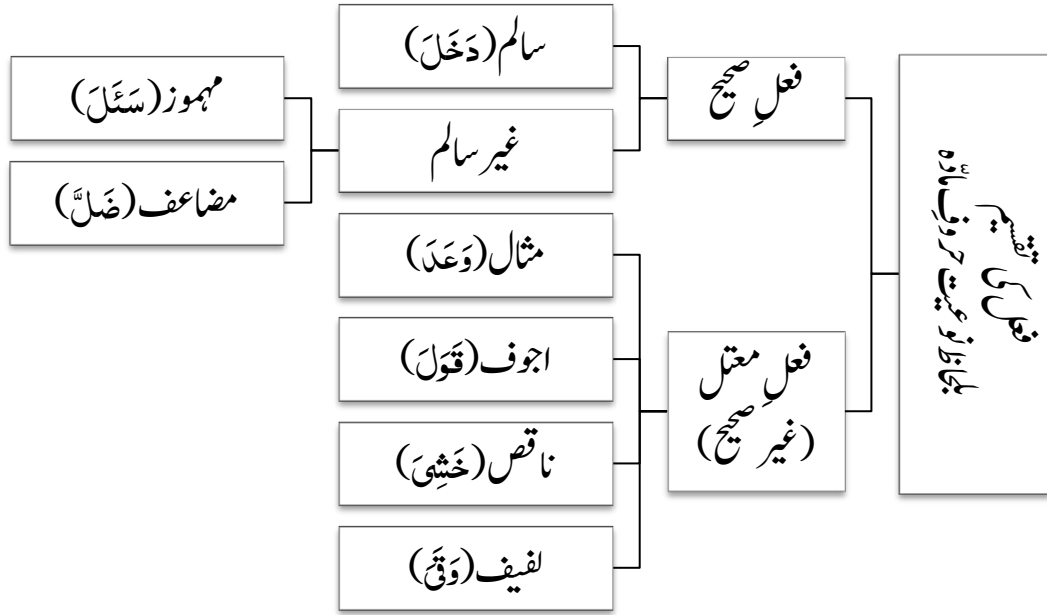 فعل کی تقسیم
بلحاظ نوعیت حروفِ مادّہ
فعلِ صحیح
سالم (دَخَلَ)
غیر سالم
مہموز (سَئَلَ)
مضاعف (ضَلَّ)
فعلِ معتل
(غیر صحیح)
مثال (وَعَدَ)
اجوف (قَوَلَ)
ناقص (خَشِیَ)
لفیف (وَقَیَ)